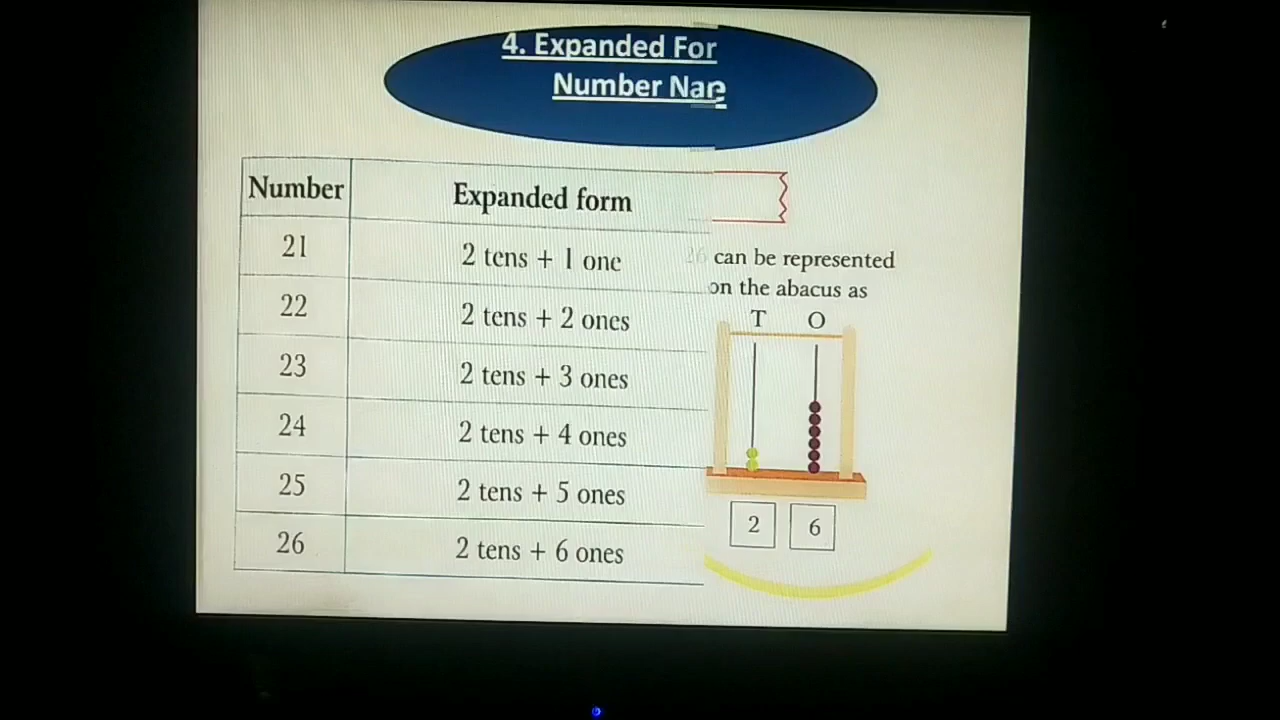 4. Expanded For
Number Nam
Number Expanded form
21 2 tens + 1 one
22 2 tens + 2 ones
23 2 tens + 3 ones
24 2 tens + 4 ones
25 2 tens + 5 ones
26 2 tens + 6 ones
26 can be represented
on the abacus as
T O
2 6